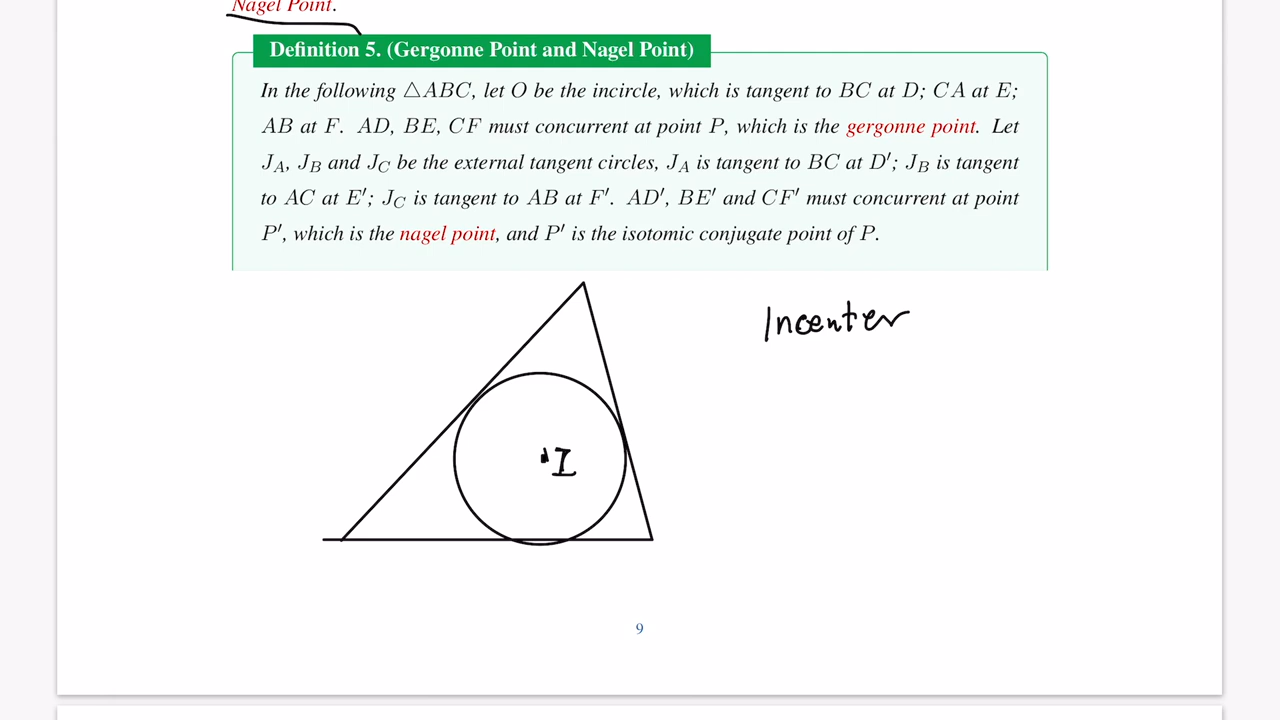 Nagel Point.
Definition 5. (Gergonne Point and Nagel Point)
In the following △ABC, let O be the incircle, which is tangent to BC at D; CA at E;
AB at F. AD, BE, CF must concurrent at point P, which is the gergonne point. Let
J_A, J_B and J_C be the external tangent circles, J_A is tangent to BC at D′; J_B is tangent
to AC at E′; J_C is tangent to AB at F′. AD′, BE′ and CF′ must concurrent at point
P′, which is the nagel point, and P′ is the isotomic conjugate point of P.
Incenter
I
9